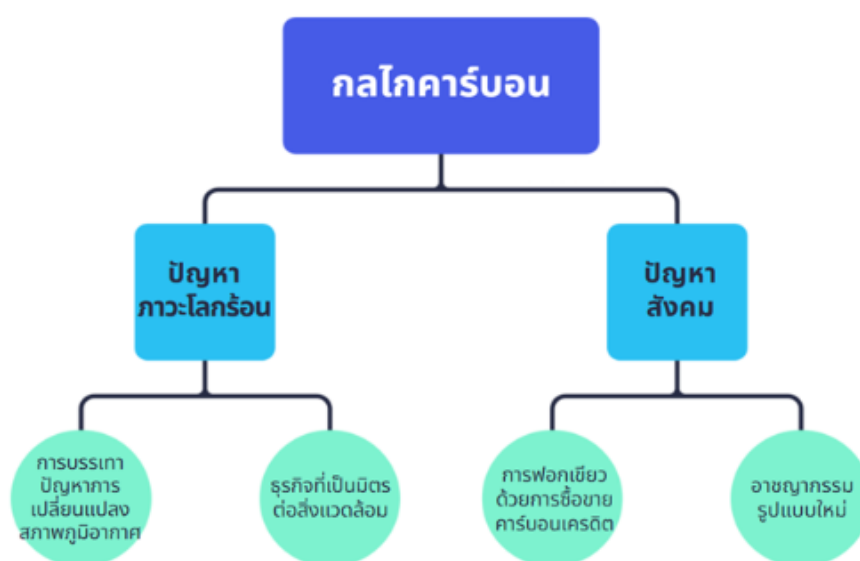 กลไกคาร์บอน
ปัญหา
ภาวะโลกร้อน
ปัญหา
สังคม
การบรรเทา
ปัญหาการ
เปลี่ยนแปลง
สภาพภูมิอากาศ
ธุรกิจที่เป็นมิตร
ต่อสิ่งแวดล้อม
การฟอกเขียว
ด้วยการซื้อขาย
คาร์บอนเครดิต
อาชญากรรม
รูปแบบใหม่